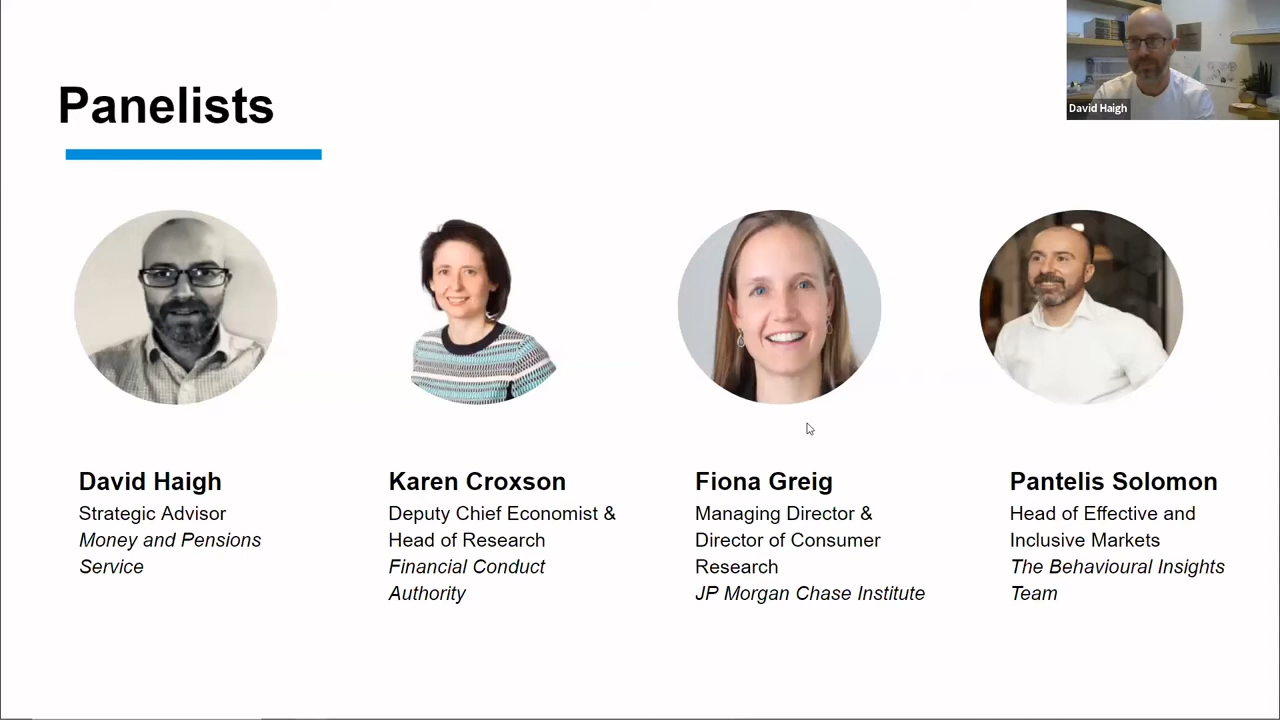 Panelists
David Haigh
David Haigh
Strategic Advisor
Money and Pensions
Service
Karen Croxson
Deputy Chief Economist &
Head of Research
Financial Conduct
Authority
Fiona Greig
Managing Director &
Director of Consumer
Research
JP Morgan Chase Institute
Pantelis Solomon
Head of Effective and
Inclusive Markets
The Behavioural Insights
Team